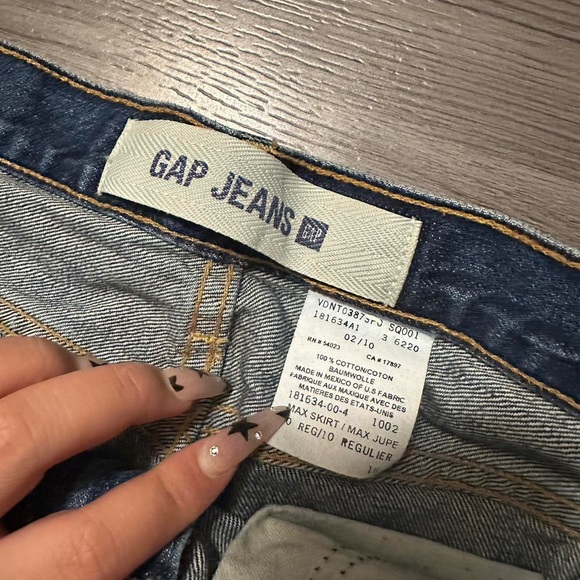 GAP JEANS GAP
SQ001
181634A1 3 6220
02/10
RN# 54023 CA# 17897
100% COTTON/COTON
BAUMWOLLE
MADE IN MEXICO OF U.S FABRIC
FABRIQUE AUX MAXIQUE AVEC DES
MATIERES DES ETATS-UNIS
181634-00-4 1002
MAX SKIRT / MAX JUPE
0 REG/10 REGULIER